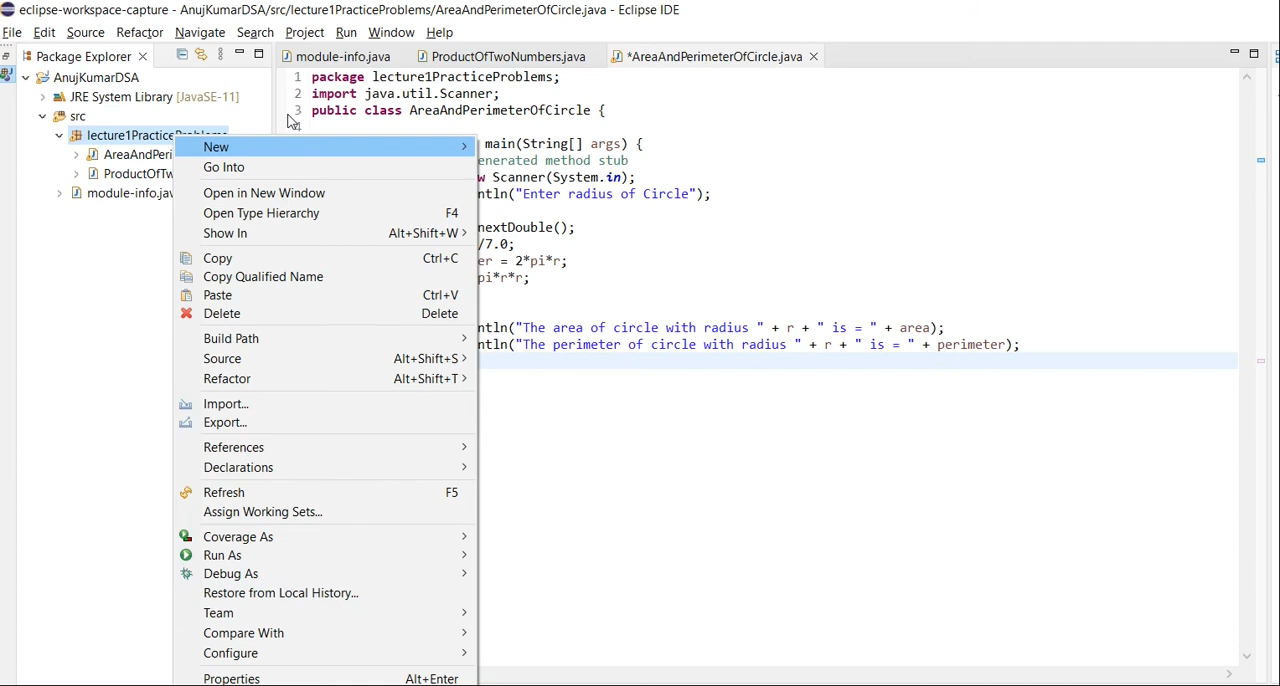 eclipse-workspace-capture - AnujKumarDSA/src/lecture1PracticeProblems/AreaAndPerimeterOfCircle.java - Eclipse IDE
File Edit Source Refactor Navigate Search Project Run Window Help
Package Explorer
module-info.java ProductOfTwoNumbers.java *AreaAndPerimeterOfCircle.java
AnujKumarDSA
JRE System Library [JavaSE-11]
src
lecture1PracticeProblems
AreaAndPeri
ProductOfTw
module-info.jav
1 package lecture1PracticeProblems;
2 import java.util.Scanner;
3 public class AreaAndPerimeterOfCircle {
4
main(String[] args) {
enerated method stub
w Scanner(System.in);
ntln("Enter radius of Circle");
nextDouble();
/7.0;
er = 2*pi*r;
pi*r*r;
ntln("The area of circle with radius " + r + " is = " + area);
ntln("The perimeter of circle with radius " + r + " is = " + perimeter);
New
Go Into
Open in New Window
Open Type Hierarchy F4
Show In Alt+Shift+W
Copy Ctrl+C
Copy Qualified Name
Paste Ctrl+V
Delete Delete
Build Path
Source Alt+Shift+S
Refactor Alt+Shift+T
Import...
Export...
References
Declarations
Refresh F5
Assign Working Sets...
Coverage As
Run As
Debug As
Restore from Local History...
Team
Compare With
Configure
Properties Alt+Enter